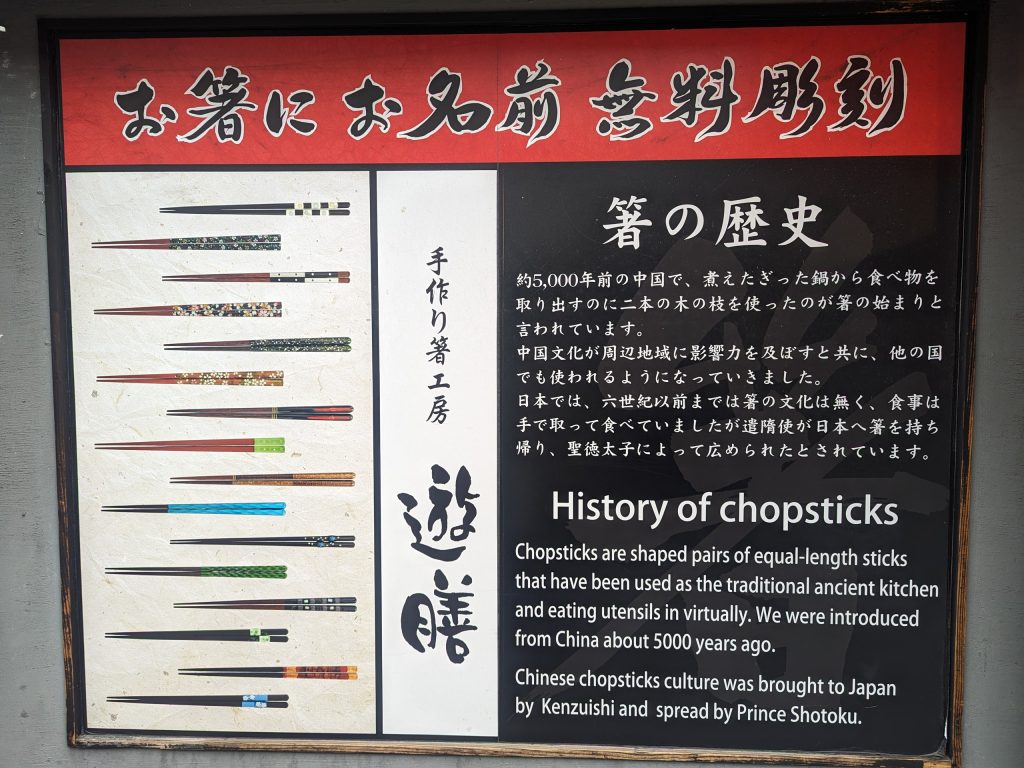 お箸に お名前 無料彫刻
手作り箸工房
遊膳
箸の歴史
約5,000年前の中国で、煮えたぎった鍋から食べ物を
取り出すのに二本の木の枝を使ったのが箸の始まりと
言われています。
中国文化が周辺地域に影響力を及ぼすと共に、他の国
でも使われるようになっていきました。
日本では、六世紀以前までは箸の文化は無く、食事は
手で取って食べていましたが遣隋使が日本へ箸を持ち
帰り、聖徳太子によって広められたとされています。
History of chopsticks
Chopsticks are shaped pairs of equal-length sticks
that have been used as the traditional ancient kitchen
and eating utensils in virtually. We were introduced
from China about 5000 years ago.
Chinese chopsticks culture was brought to Japan
by Kenzuishi and spread by Prince Shotoku.